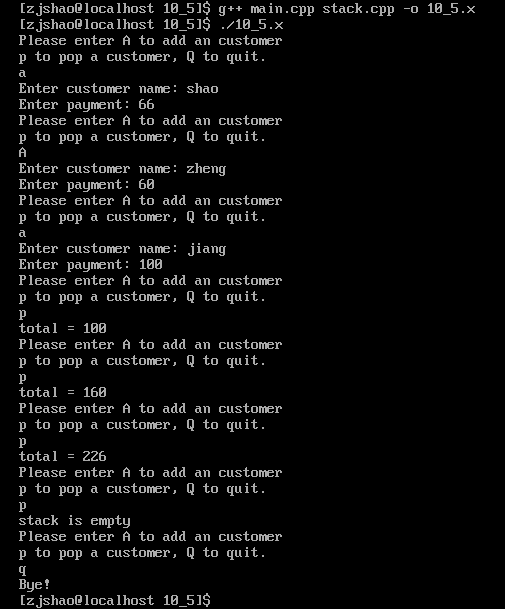 [zjshao@localhost 10_5]$ g++ main.cpp stack.cpp -o 10_5.x
[zjshao@localhost 10_5]$ ./10_5.x
Please enter A to add an customer
p to pop a customer, Q to quit.
a
Enter customer name: shao
Enter payment: 66
Please enter A to add an customer
p to pop a customer, Q to quit.
A
Enter customer name: zheng
Enter payment: 60
Please enter A to add an customer
p to pop a customer, Q to quit.
a
Enter customer name: jiang
Enter payment: 100
Please enter A to add an customer
p to pop a customer, Q to quit.
p
total = 100
Please enter A to add an customer
p to pop a customer, Q to quit.
p
total = 160
Please enter A to add an customer
p to pop a customer, Q to quit.
p
total = 226
Please enter A to add an customer
p to pop a customer, Q to quit.
p
stack is empty
Please enter A to add an customer
p to pop a customer, Q to quit.
q
Bye!
[zjshao@localhost 10_5]$